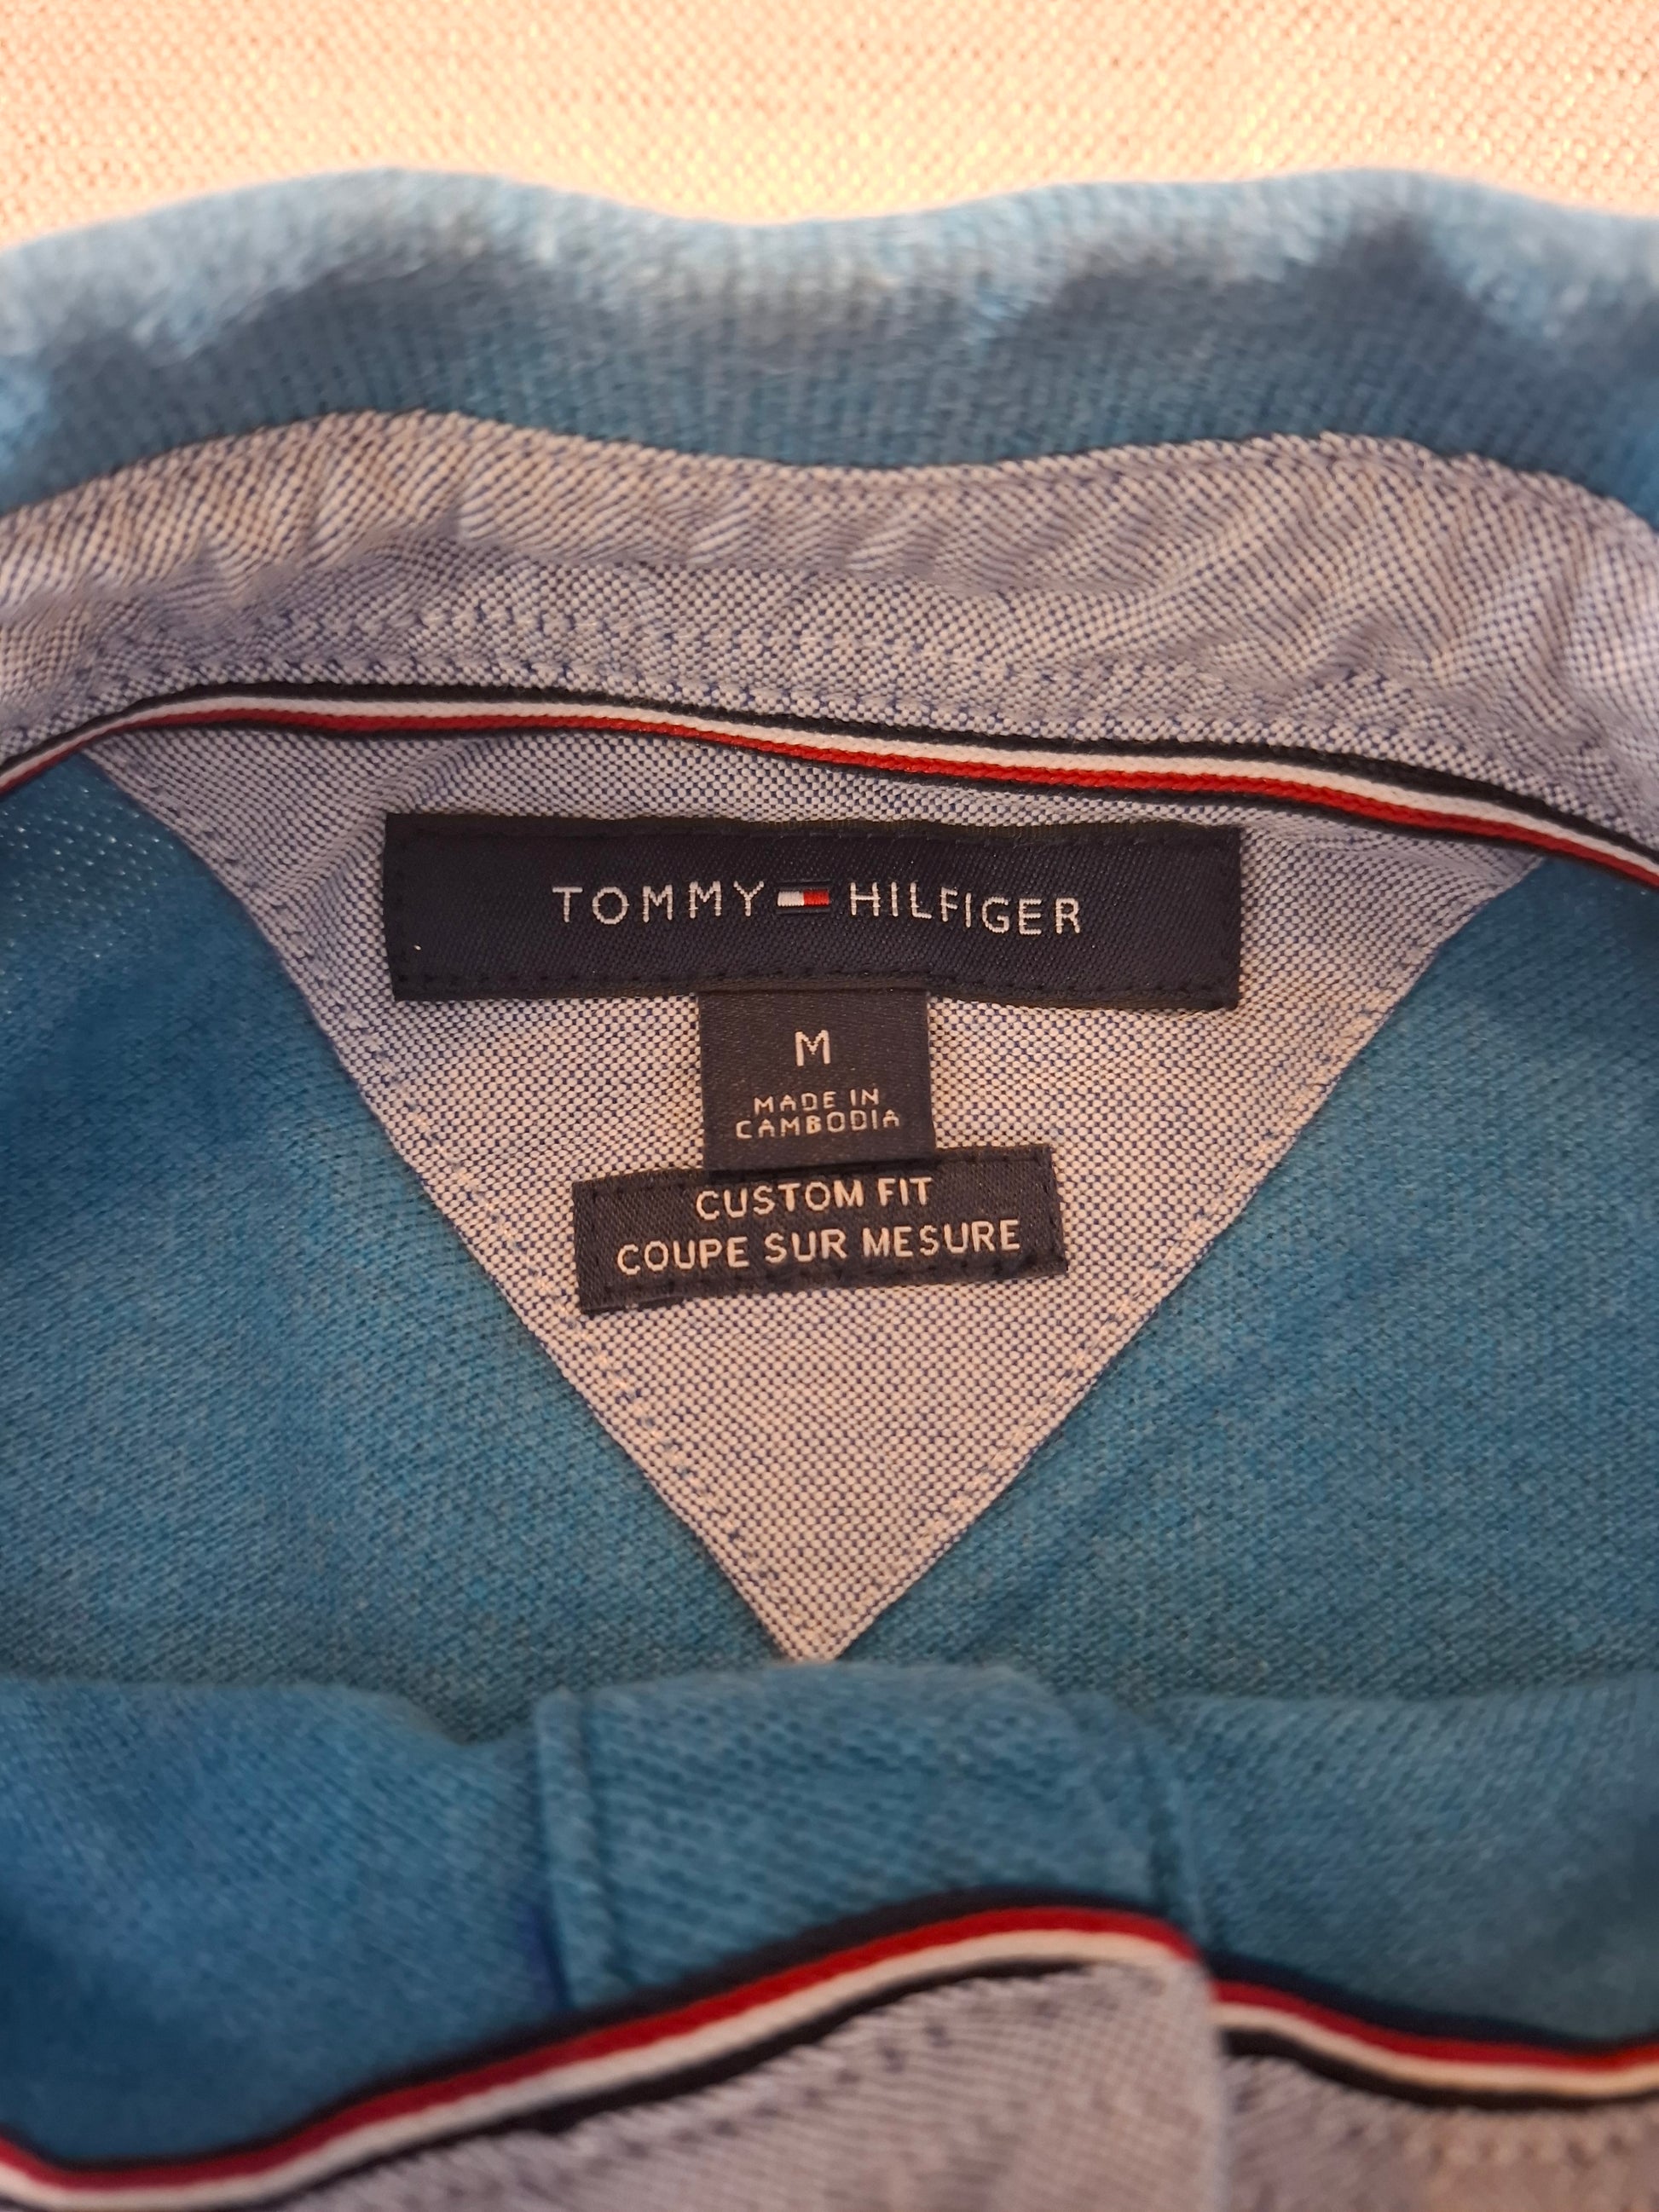 TOMMY HILFIGER
M
MADE IN
CAMBODIA
CUSTOM FIT
COUPE SUR MESURE